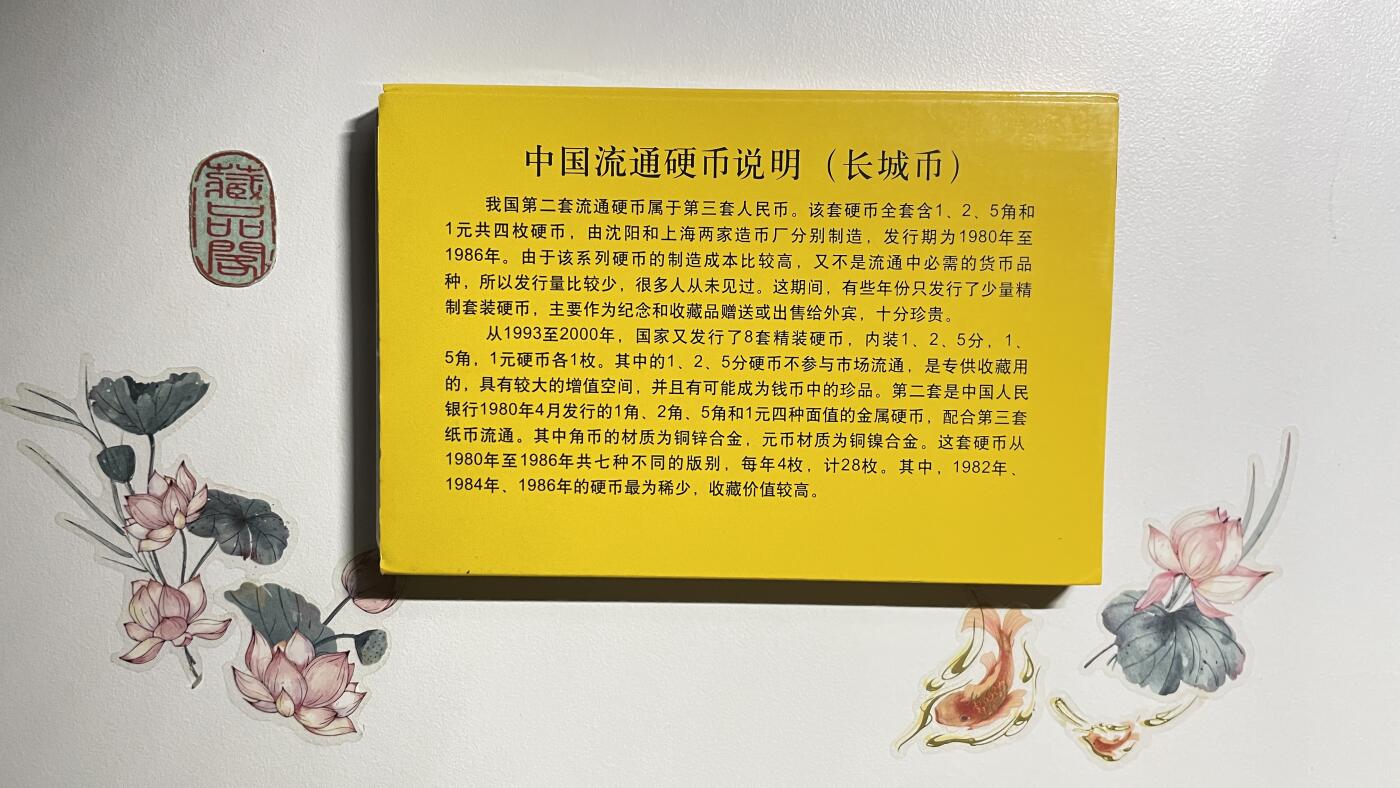 藏品閣
中国流通硬币说明（长城币）
我国第二套流通硬币属于第三套人民币。该套硬币全套含1、2、5角和
1元共四枚硬币，由沈阳和上海两家造币厂分别制造，发行期为1980年至
1986年。由于该系列硬币的制造成本比较高，又不是流通中必需的货币品
种，所以发行量比较少，很多人从未见过。这期间，有些年份只发行了少量精
制套装硬币，主要作为纪念和收藏品赠送或出售给外宾，十分珍贵。
从1993至2000年，国家又发行了8套精装硬币，内装1、2、5分，1、
5角，1元硬币各1枚。其中的1、2、5分硬币不参与市场流通，是专供收藏用
的，具有较大的增值空间，并且有可能成为钱币中的珍品。第二套是中国人民
银行1980年4月发行的1角、2角、5角和1元四种面值的金属硬币，配合第三套
纸币流通。其中角币的材质为铜锌合金，元币材质为铜镍合金。这套硬币从
1980年至1986年共七种不同的版别，每年4枚，计28枚。其中，1982年、
1984年、1986年的硬币最为稀少，收藏价值较高。